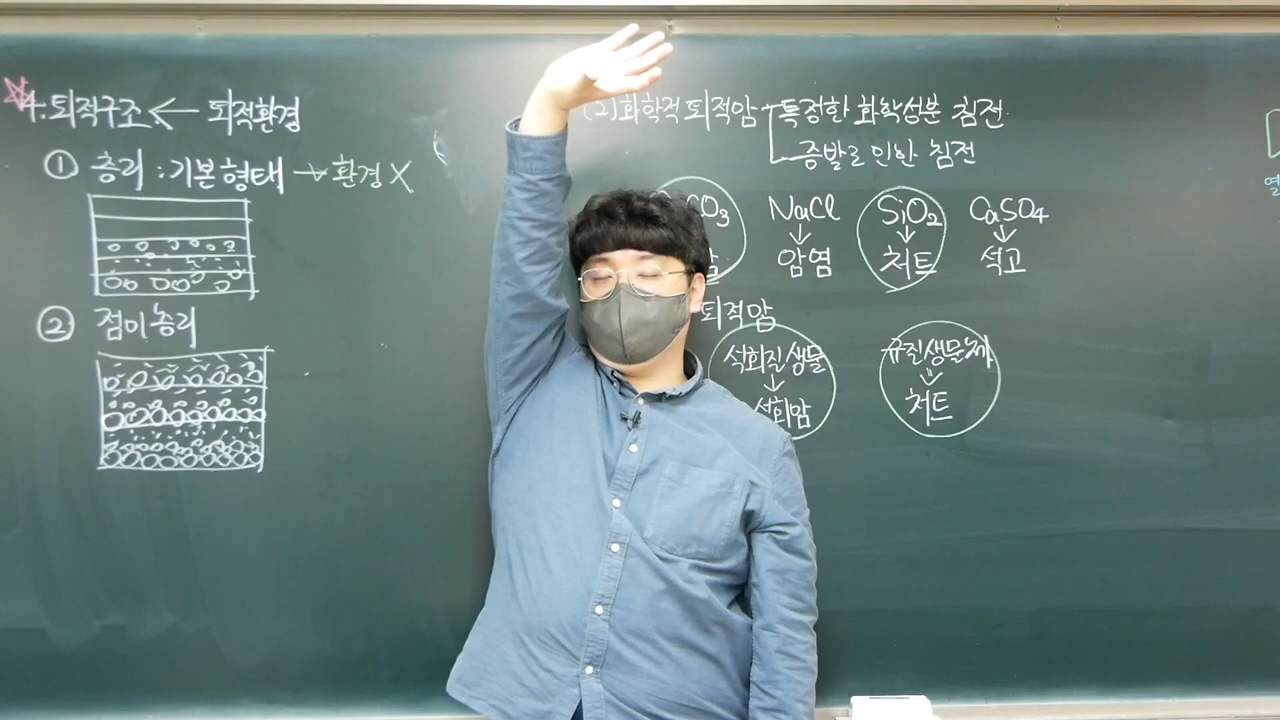 4. 퇴적구조 ← 퇴적환경
① 층리 : 기본형태 → 환경 X
② 점이층리
(2) 화학적 퇴적암 특정한 화학성분 침전
증발로 인한 침전
CO₃ NaCl SiO₂ CaSO₄
↓ ↓ ↓
암 암염 처트 석고
퇴적암
석회질생물 규질생물체
↓ ↓
석회암 처트
열